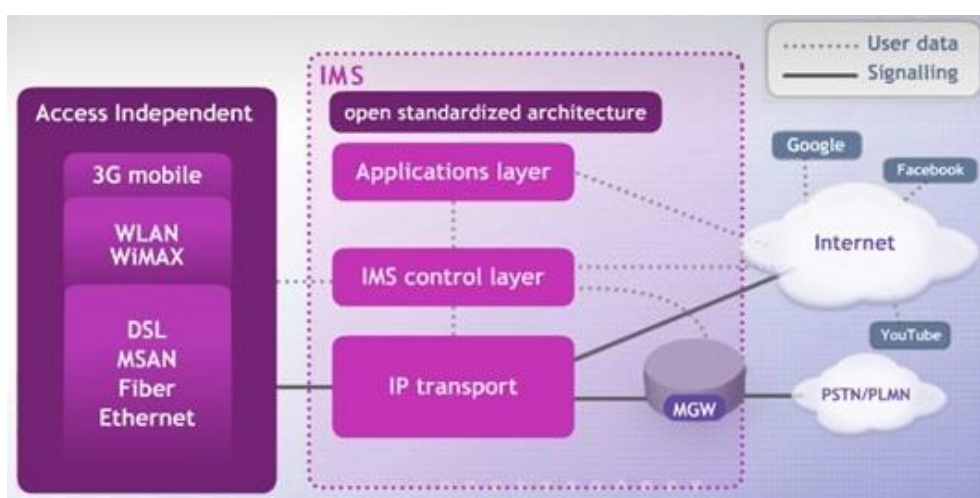 User data
Signalling
IMS
Access Independent
open standardized architecture
3G mobile
Applications layer
Google
Facebook
WLAN
WiMAX
Internet
IMS control layer
DSL
MSAN
Fiber
Ethernet
IP transport
YouTube
MGW
PSTN/PLMN